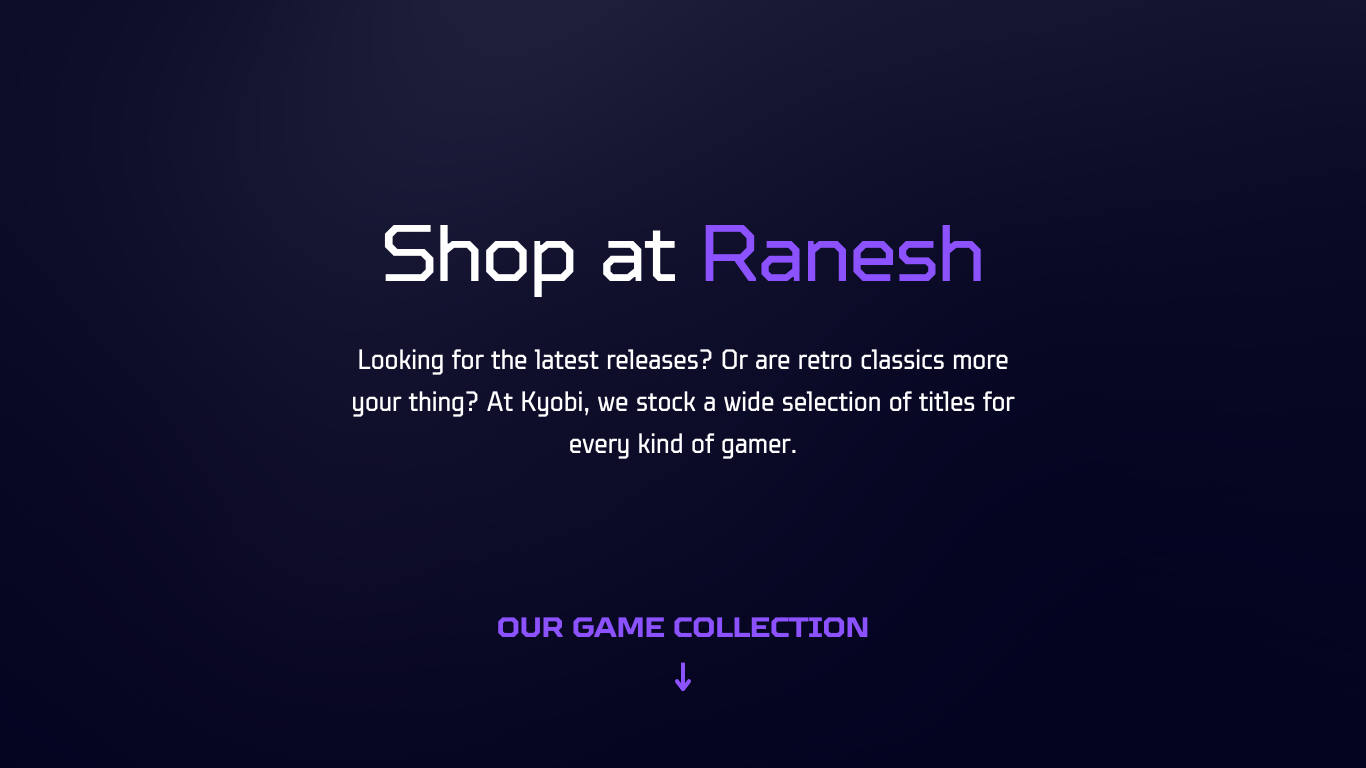 Shop at Ranesh
Looking for the latest releases? Or are retro classics more
your thing? At Kyobi, we stock a wide selection of titles for
every kind of gamer.
OUR GAME COLLECTION
↓